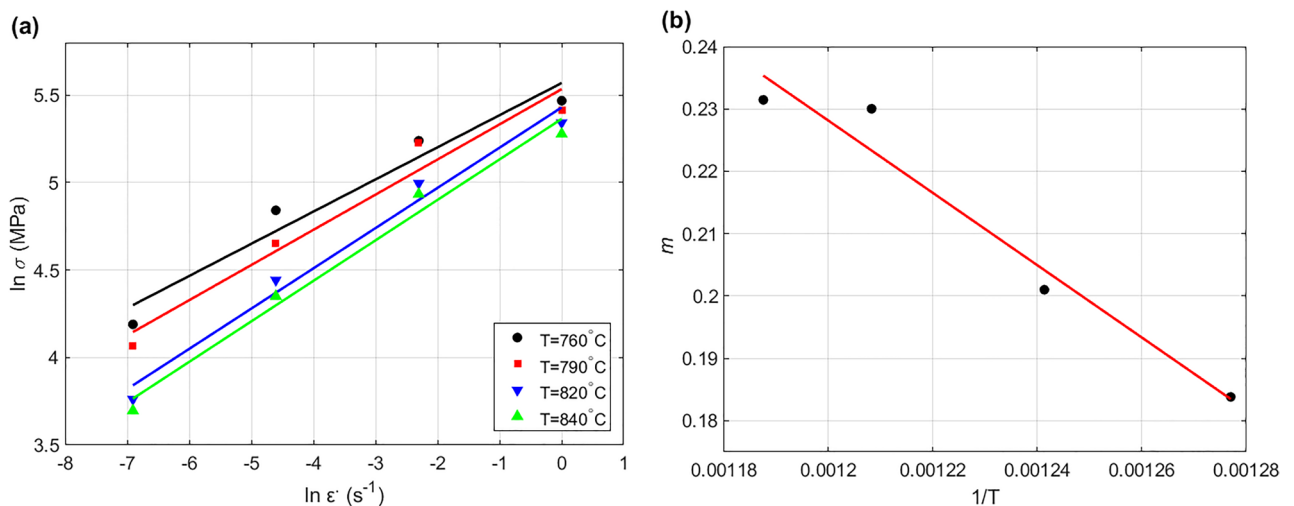 (a)
5.5
5
4.5
4
3.5
-8 -7 -6 -5 -4 -3 -2 -1 0 1
ln σ (MPa)
ln ε˙ (s⁻¹)
T=760°C
T=790°C
T=820°C
T=840°C
(b)
0.24
0.23
0.22
0.21
0.2
0.19
0.18
0.00118 0.0012 0.00122 0.00124 0.00126 0.00128
m
1/T